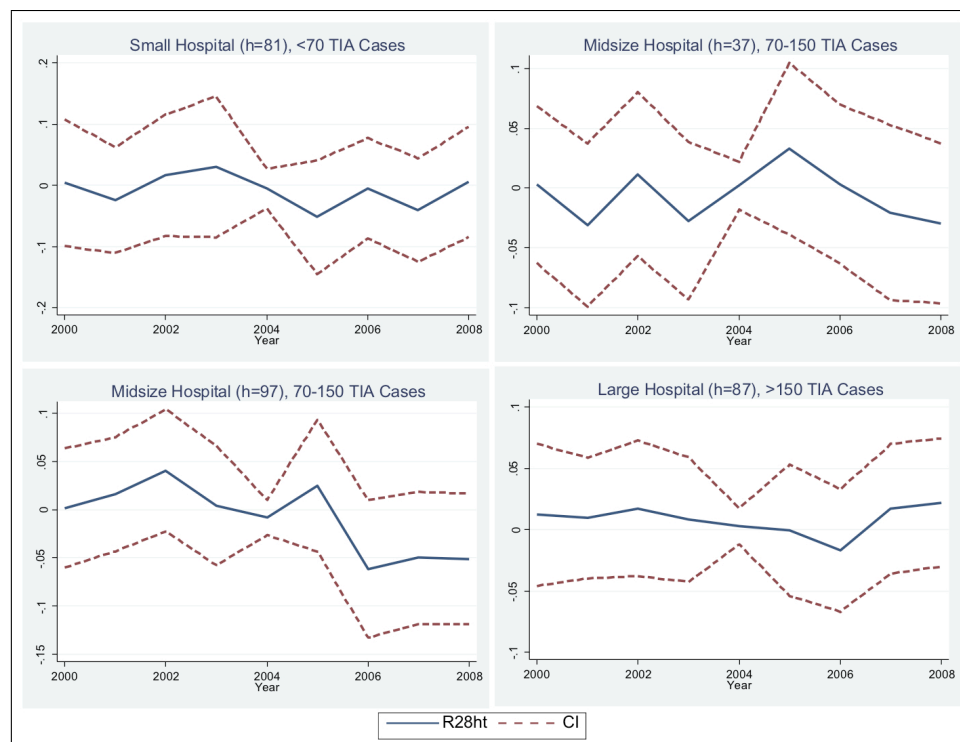 Small Hospital (h=81), <70 TIA Cases
.2
.1
0
-.1
-.2
2000 2002 2004 2006 2008
Year
Midsize Hospital (h=37), 70-150 TIA Cases
.1
.05
0
-.05
-.1
2000 2002 2004 2006 2008
Year
Midsize Hospital (h=97), 70-150 TIA Cases
.1
.05
0
-.05
-.1
-.15
2000 2002 2004 2006 2008
Year
Large Hospital (h=87), >150 TIA Cases
.1
.05
0
-.05
-.1
2000 2002 2004 2006 2008
Year
R28ht CI